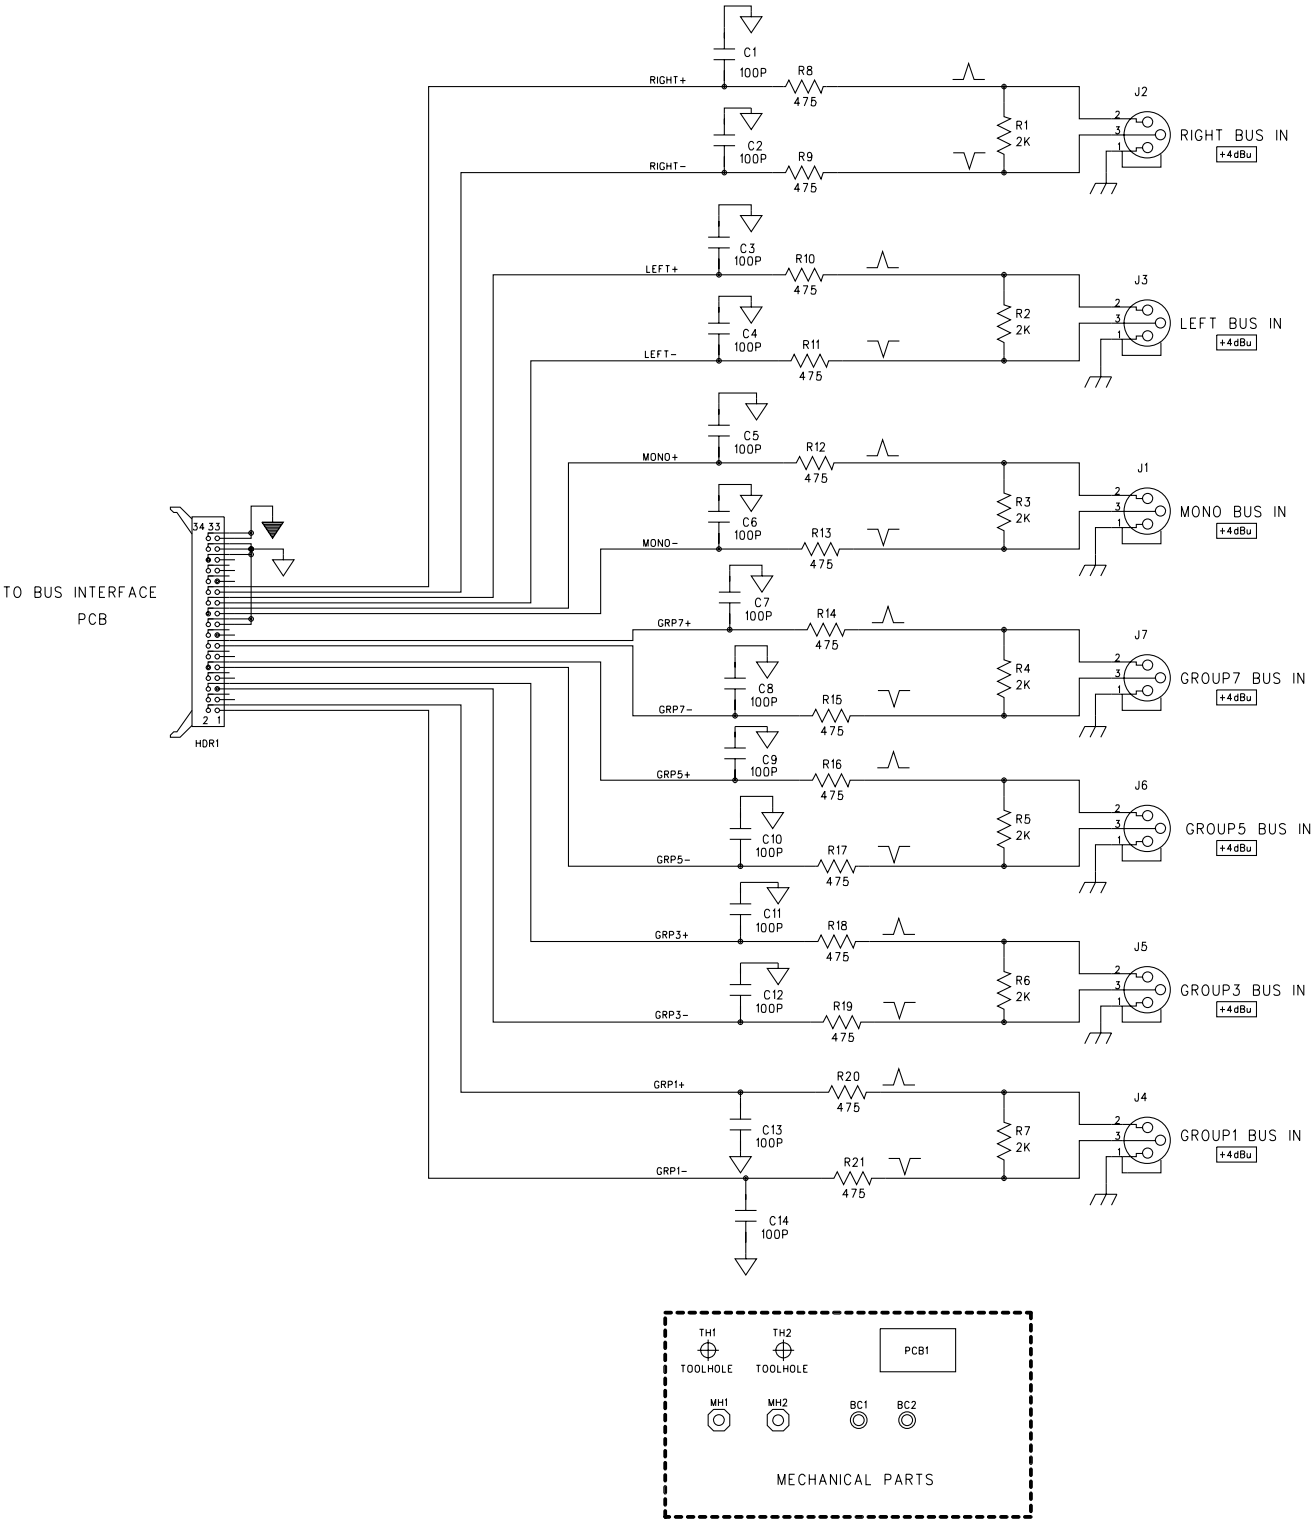 C1
100P
RIGHT+
R8
475
C2
100P
RIGHT-
R9
475
R1
2K
J2
2
3
1
RIGHT BUS IN
+4dBu
C3
100P
LEFT+
R10
475
C4
100P
LEFT-
R11
475
R2
2K
J3
2
3
1
LEFT BUS IN
+4dBu
C5
100P
MONO+
R12
475
C6
100P
MONO-
R13
475
R3
2K
J1
2
3
1
MONO BUS IN
+4dBu
34 33
TO BUS INTERFACE
PCB
2 1
HDR1
C7
100P
GRP7+
R14
475
C8
100P
GRP7-
R15
475
R4
2K
J7
2
3
1
GROUP7 BUS IN
+4dBu
C9
100P
GRP5+
R16
475
C10
100P
GRP5-
R17
475
R5
2K
J6
2
3
1
GROUP5 BUS IN
+4dBu
C11
100P
GRP3+
R18
475
C12
100P
GRP3-
R19
475
R6
2K
J5
2
3
1
GROUP3 BUS IN
+4dBu
GRP1+
R20
475
C13
100P
GRP1-
R21
475
C14
100P
R7
2K
J4
2
3
1
GROUP1 BUS IN
+4dBu
TH1
TOOLHOLE
TH2
TOOLHOLE
PCB1
MH1
MH2
BC1
BC2
MECHANICAL PARTS